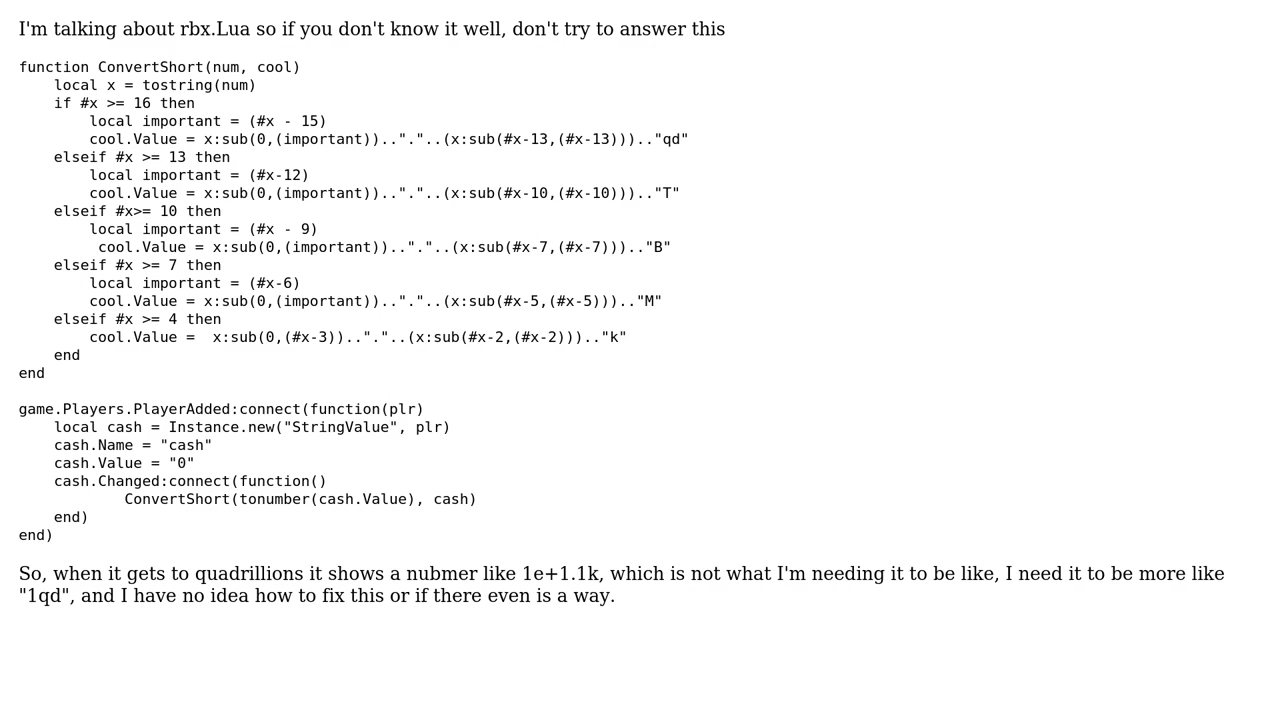 I'm talking about rbx.Lua so if you don't know it well, don't try to answer this
function ConvertShort(num, cool)
    local x = tostring(num)
    if #x >= 16 then
        local important = (#x - 15)
        cool.Value = x:sub(0,(important)).."."..(x:sub(#x-13,(#x-13))).."qd"
    elseif #x >= 13 then
        local important = (#x-12)
        cool.Value = x:sub(0,(important)).."."..(x:sub(#x-10,(#x-10))).."T"
    elseif #x>= 10 then
        local important = (#x - 9)
         cool.Value = x:sub(0,(important)).."."..(x:sub(#x-7,(#x-7))).."B"
    elseif #x >= 7 then
        local important = (#x-6)
        cool.Value = x:sub(0,(important)).."."..(x:sub(#x-5,(#x-5))).."M"
    elseif #x >= 4 then
        cool.Value =  x:sub(0,(#x-3)).."."..(x:sub(#x-2,(#x-2))).."k"
    end
end
game.Players.PlayerAdded:connect(function(plr)
    local cash = Instance.new("StringValue", plr)
    cash.Name = "cash"
    cash.Value = "0"
    cash.Changed:connect(function()
            ConvertShort(tonumber(cash.Value), cash)
    end)
end)
So, when it gets to quadrillions it shows a nubmer like 1e+1.1k, which is not what I'm needing it to be like, I need it to be more like
"1qd", and I have no idea how to fix this or if there even is a way.